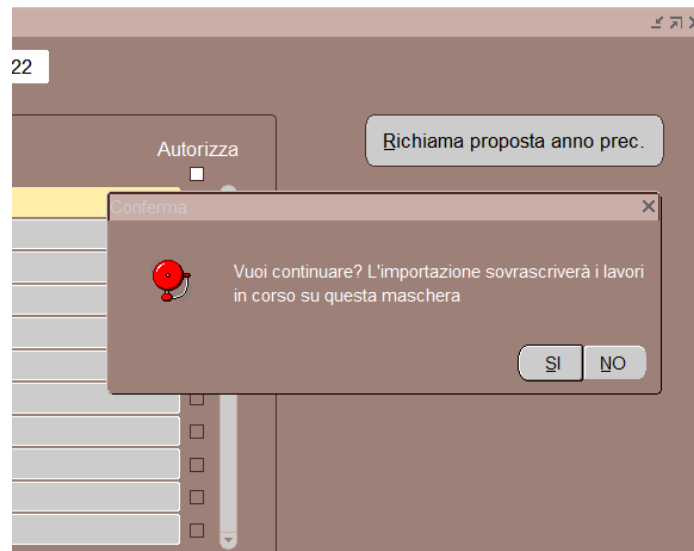 22
Autorizza
Richiama proposta anno prec.
Conferma
Vuoi continuare? L'importazione sovrascriverà i lavori
in corso su questa maschera
SI NO